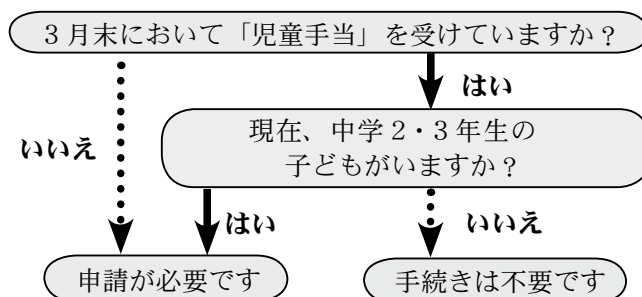 3月末において「児童手当」を受けていますか？
はい
現在、中学2・3年生の
子どもがいますか？
いいえ
はい
いいえ
申請が必要です
手続きは不要です